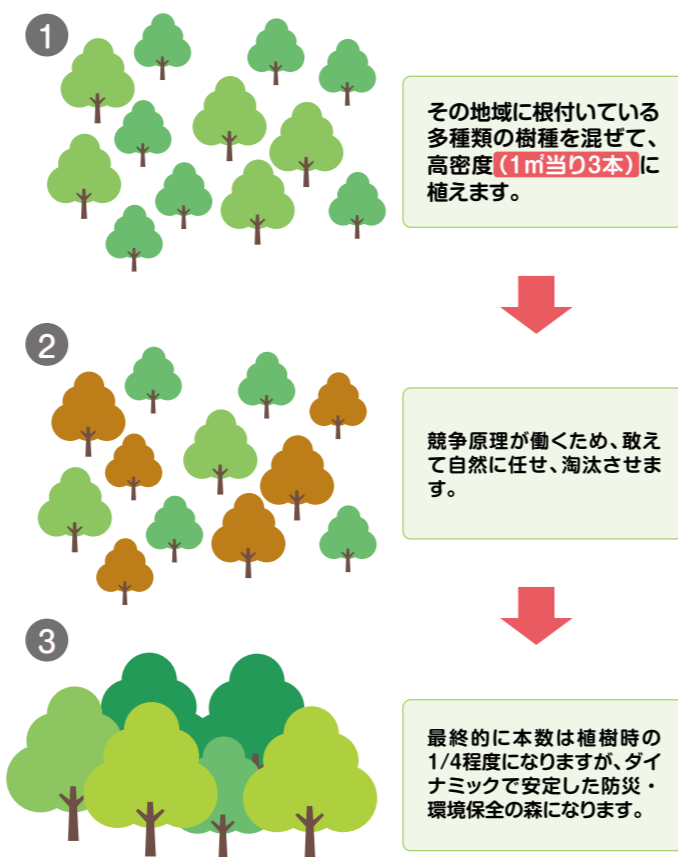 1
その地域に根付いている
多種類の樹種を混ぜて、
高密度(1㎡当り3本)に
植えます。
2
競争原理が働くため、敢え
て自然に任せ、淘汰させま
す。
3
最終的に本数は植樹時の
1/4程度になりますが、ダイ
ナミックで安定した防災・
環境保全の森になります。